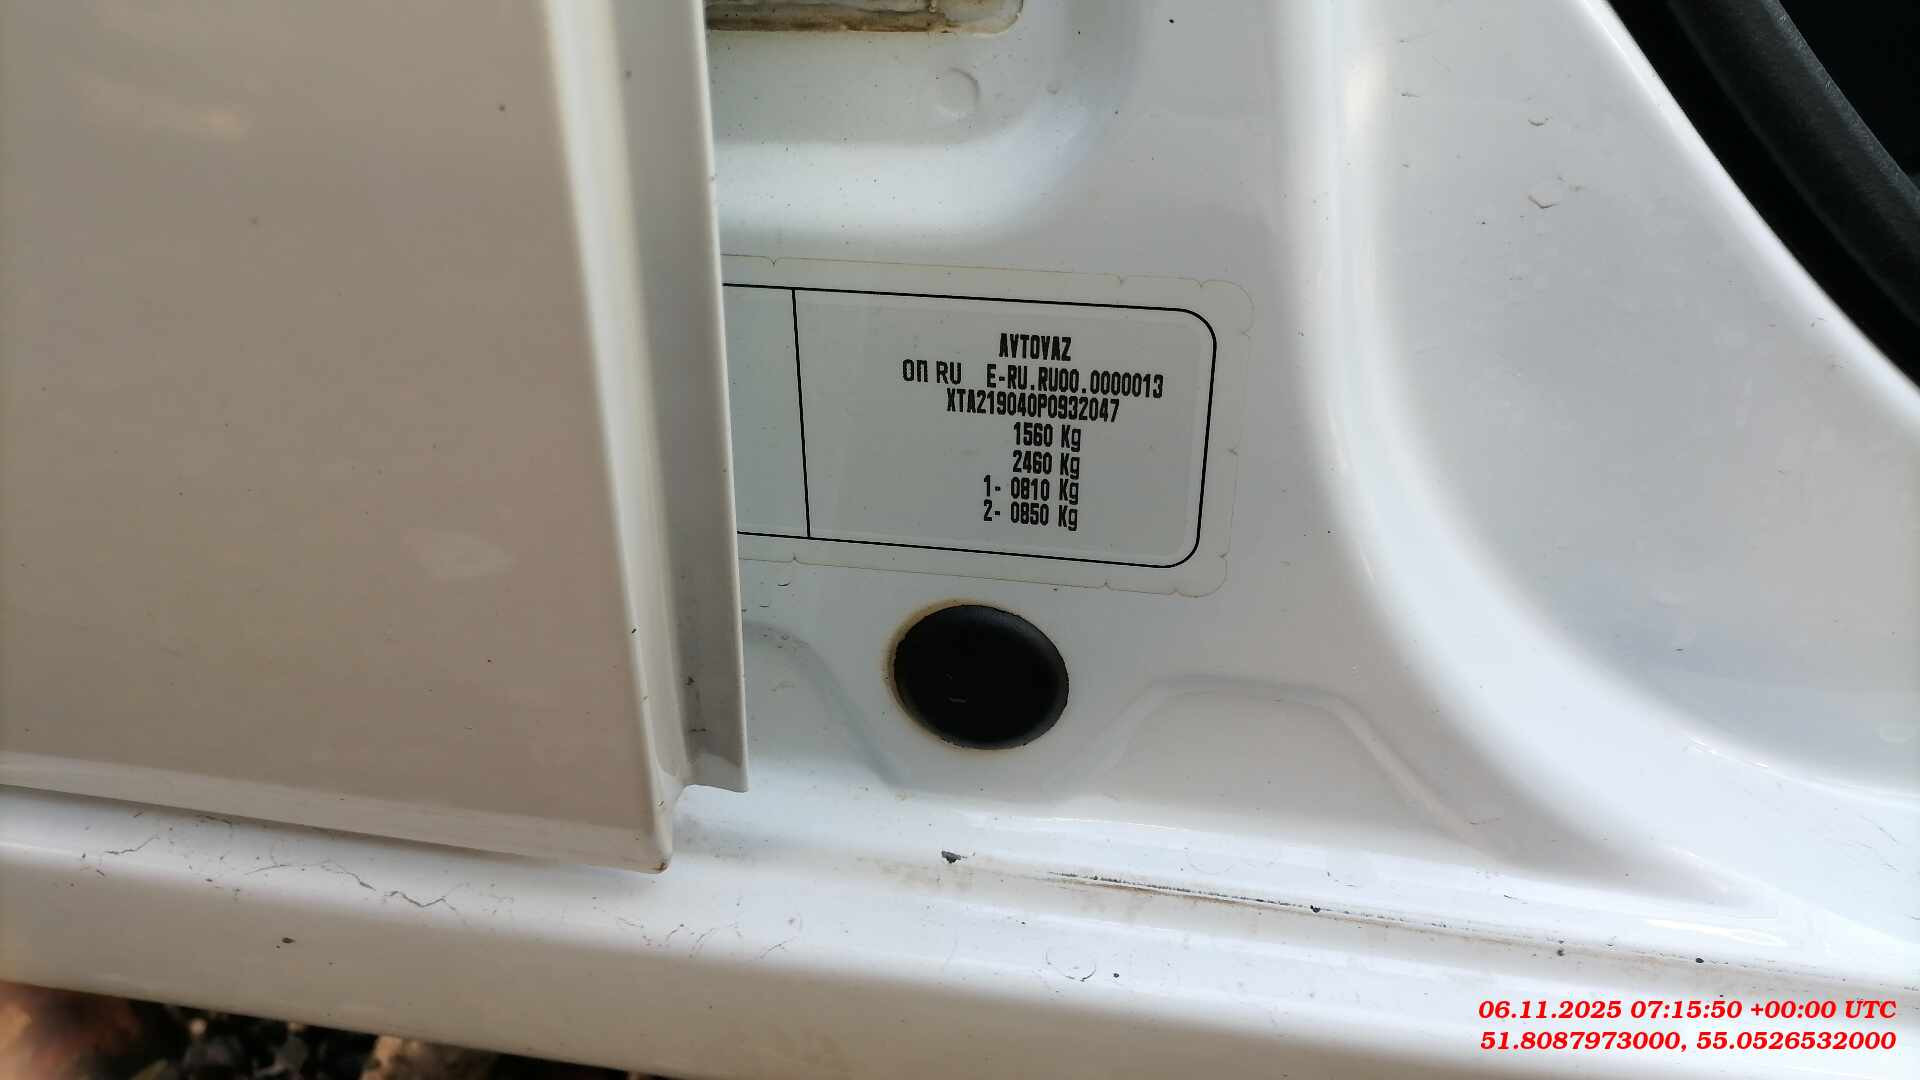 AVTOVAZ
ОП RU E-RU.RU00.0000013
XTA219040P0932047
1560 Kg
2460 Kg
1- 0810 Kg
2- 0850 Kg
06.11.2025 07:15:50 +00:00 UTC
51.8087973000, 55.0526532000